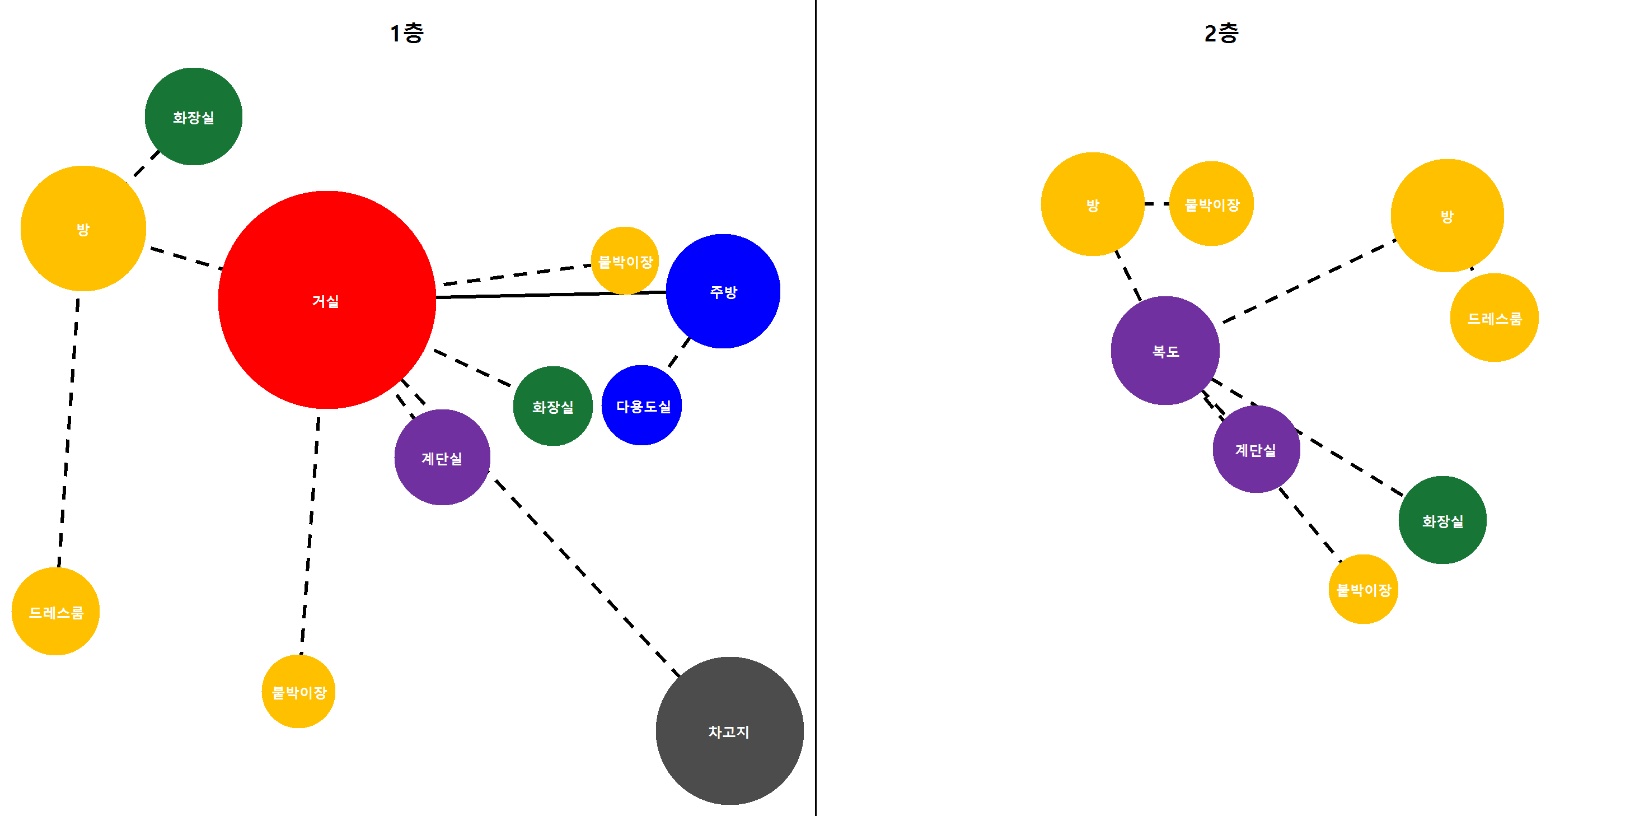 1층
화장실
방
거실
붙박이장
주방
화장실
다용도실
계단실
드레스룸
붙박이장
차고지
2층
방
붙박이장
방
드레스룸
복도
계단실
화장실
붙박이장